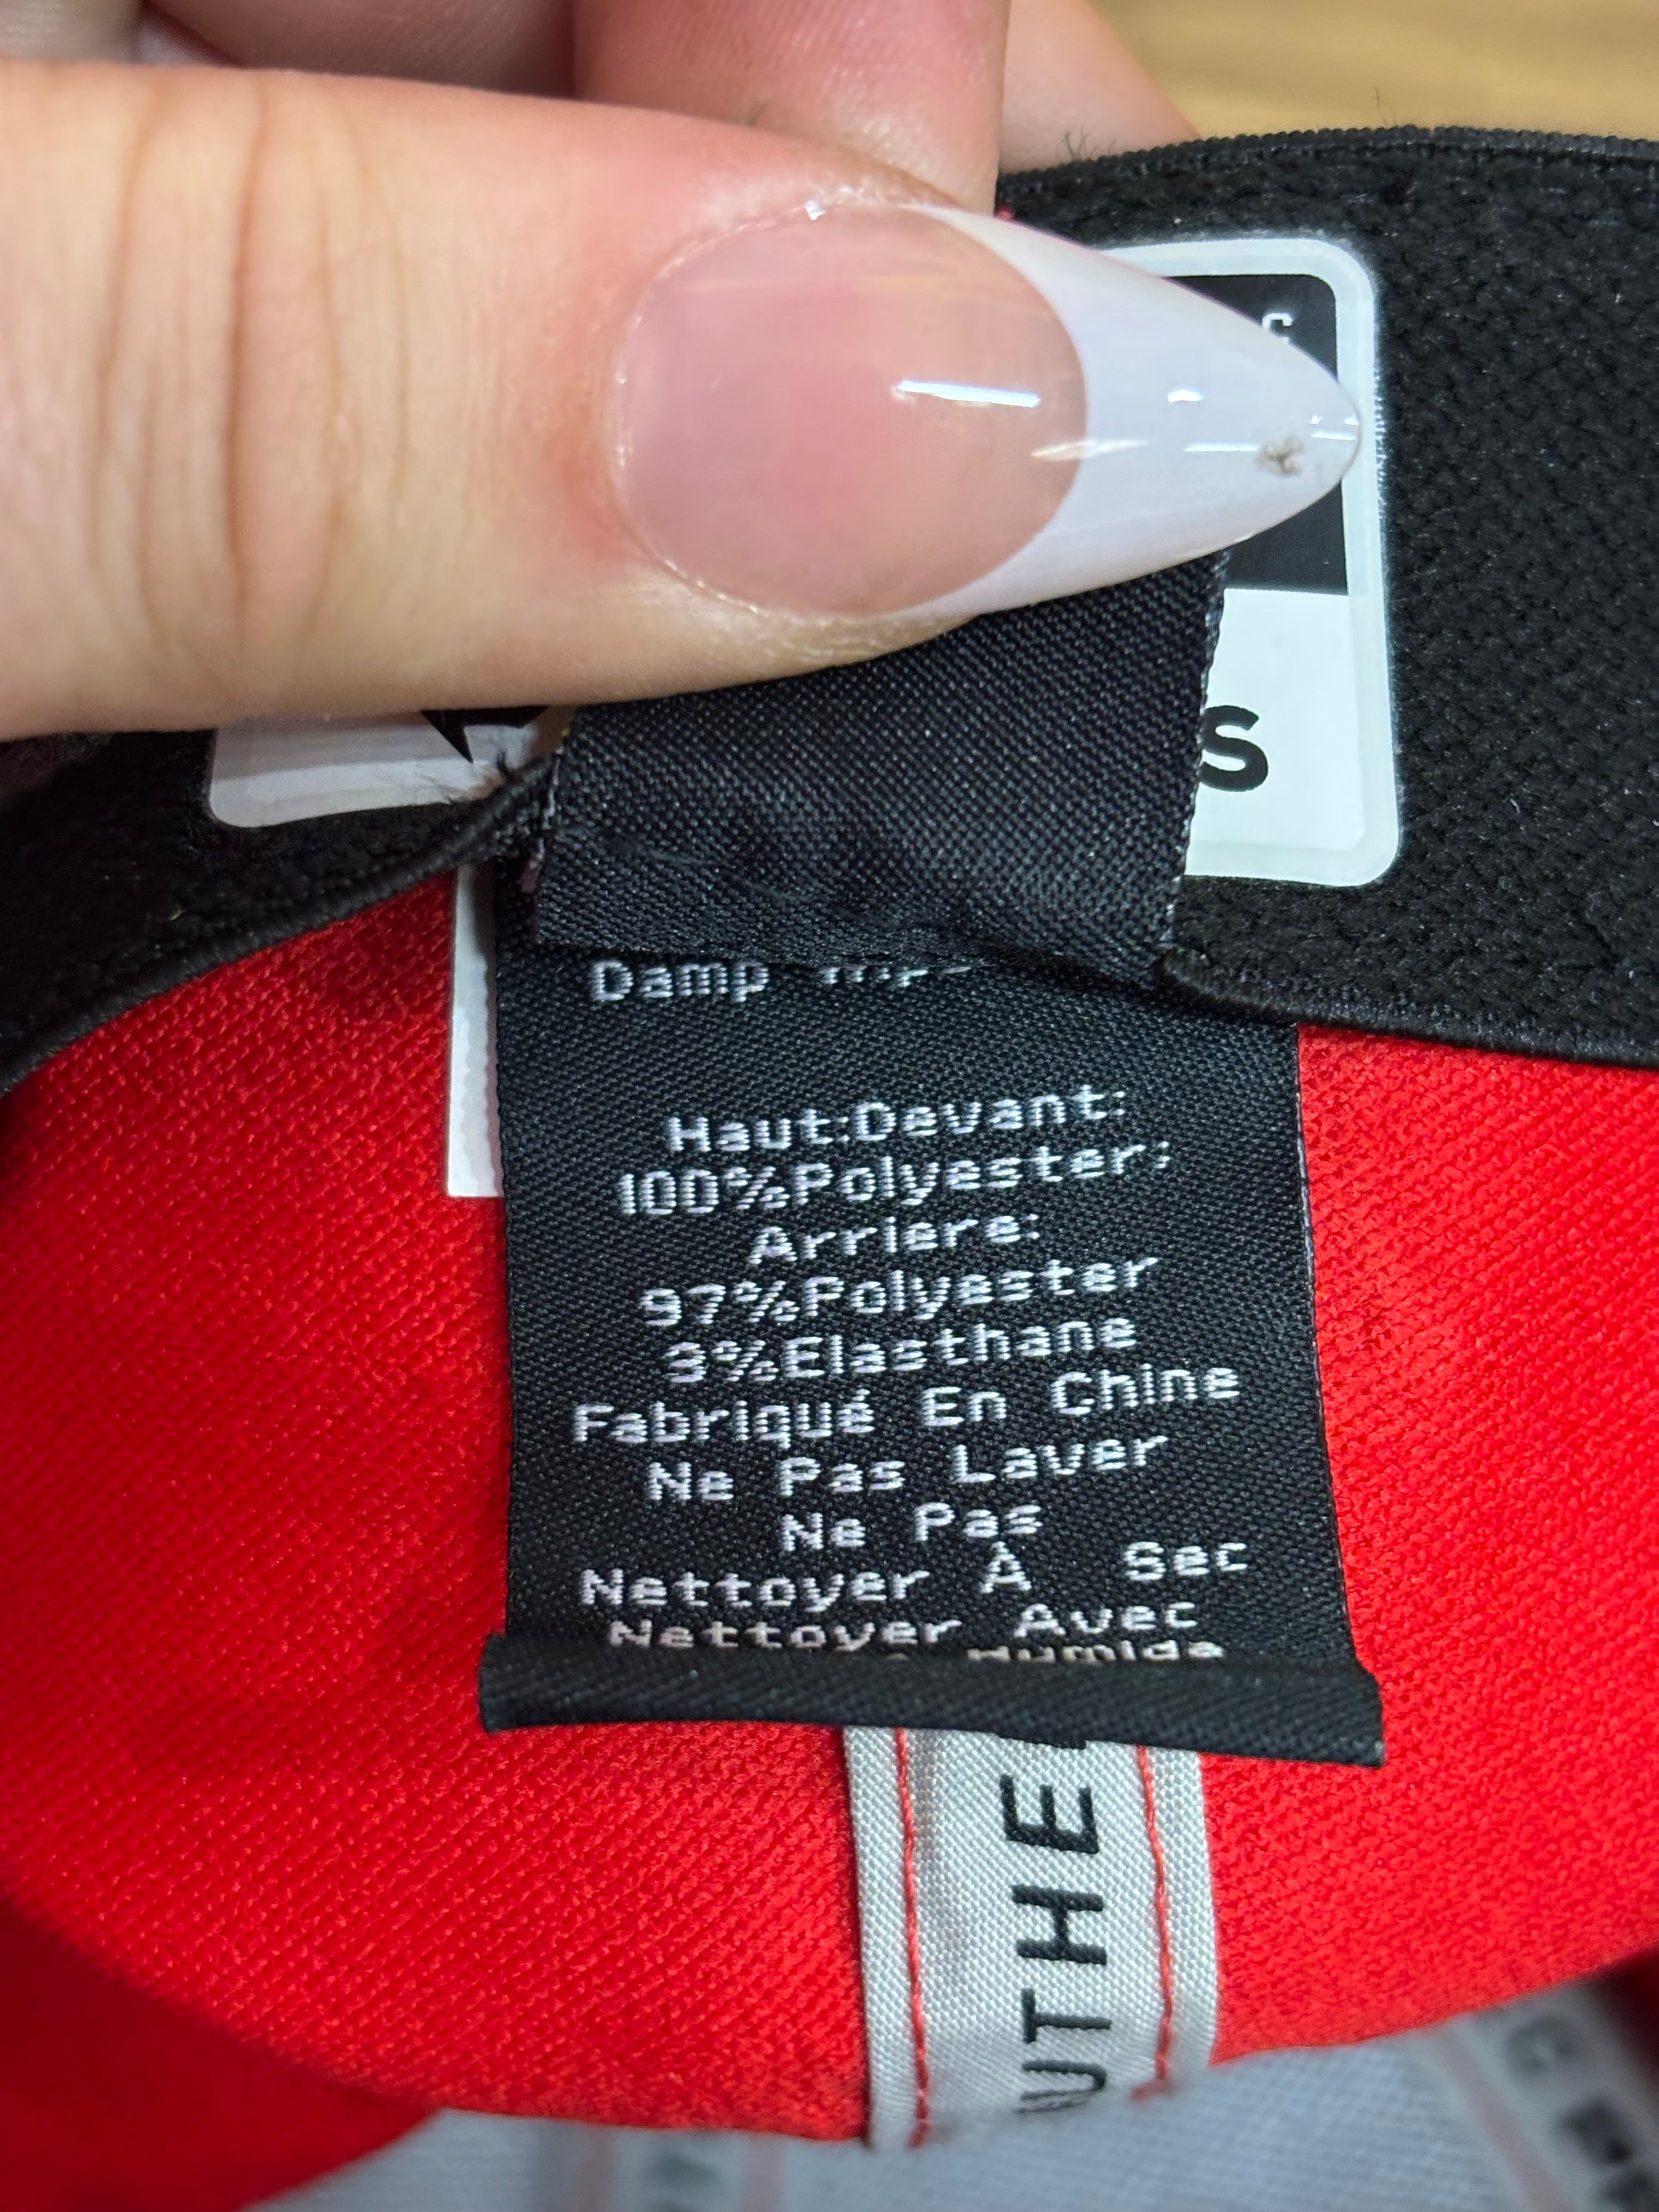 S
Damp
Haut:Devant:
100%Polyester;
Arriere:
97%Polyester
3%Elasthane
Fabriqué En Chine
Ne Pas Laver
Ne Pas
Nettoyer À Sec
Nettoyer Avec
Humide
UTHE